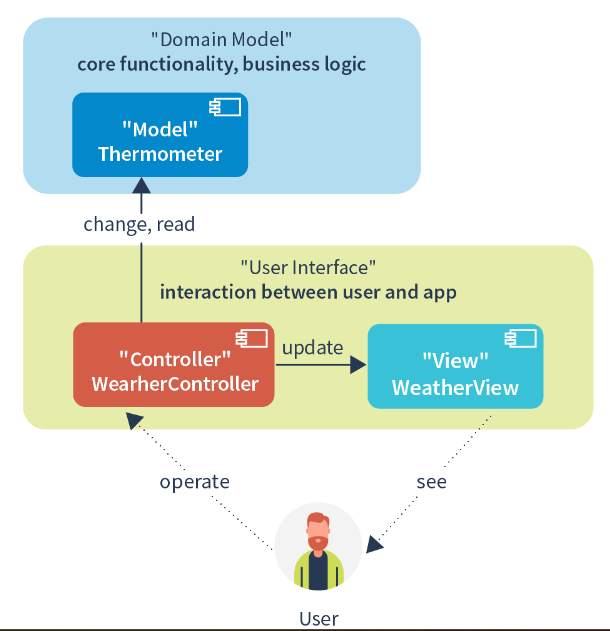 "Domain Model"
core functionality, business logic
"Model"
Thermometer
change, read
"User Interface"
interaction between user and app
"Controller"
WearherController
update
"View"
WeatherView
operate
see
User